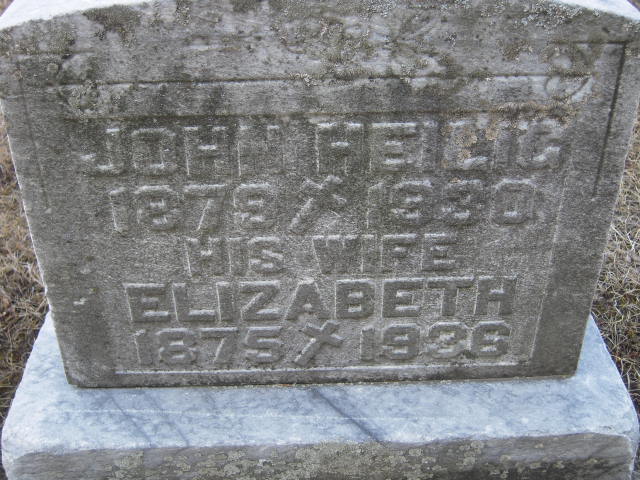 JOHN HEILIG
1879 1930
HIS WIFE
ELIZABETH
1875 1936